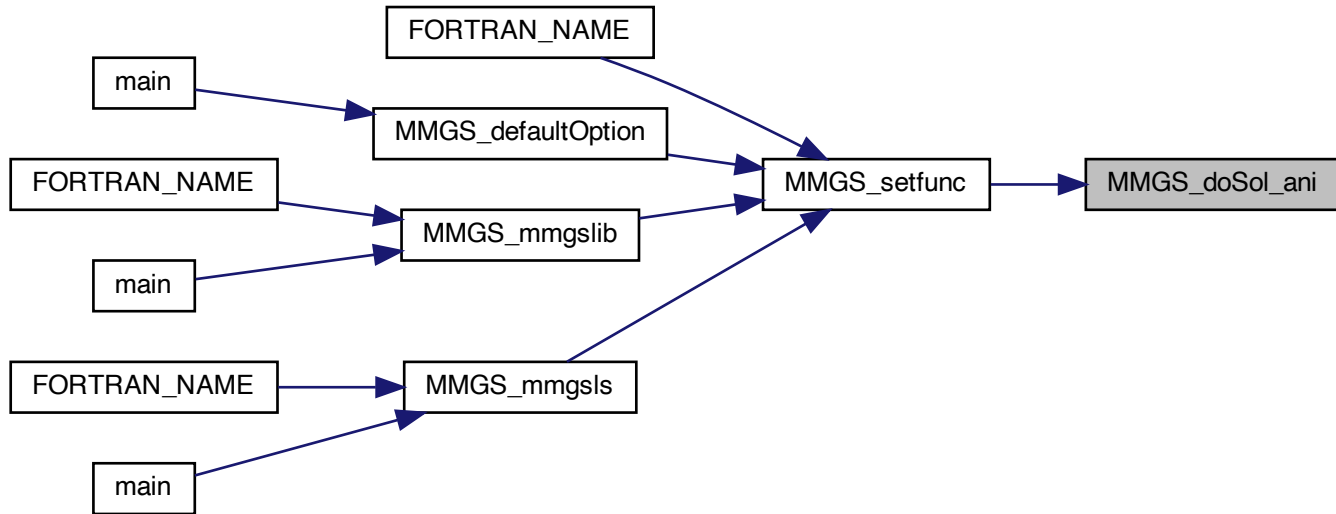 FORTRAN_NAME
main
MMGS_defaultOption
FORTRAN_NAME
MMGS_setfunc
MMGS_doSol_ani
MMGS_mmgslib
main
FORTRAN_NAME
MMGS_mmgsls
main